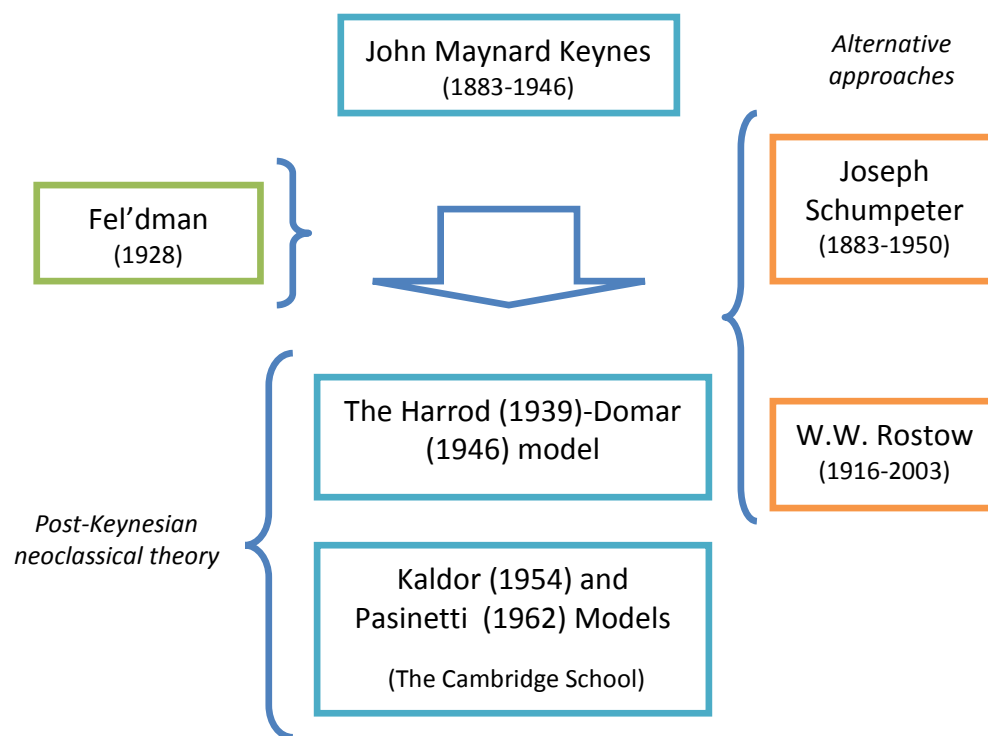 John Maynard Keynes
(1883-1946)
Alternative
approaches
Fel’dman
(1928)
Joseph
Schumpeter
(1883-1950)
The Harrod (1939)-Domar
(1946) model
W.W. Rostow
(1916-2003)
Post-Keynesian
neoclassical theory
Kaldor (1954) and
Pasinetti (1962) Models
(The Cambridge School)